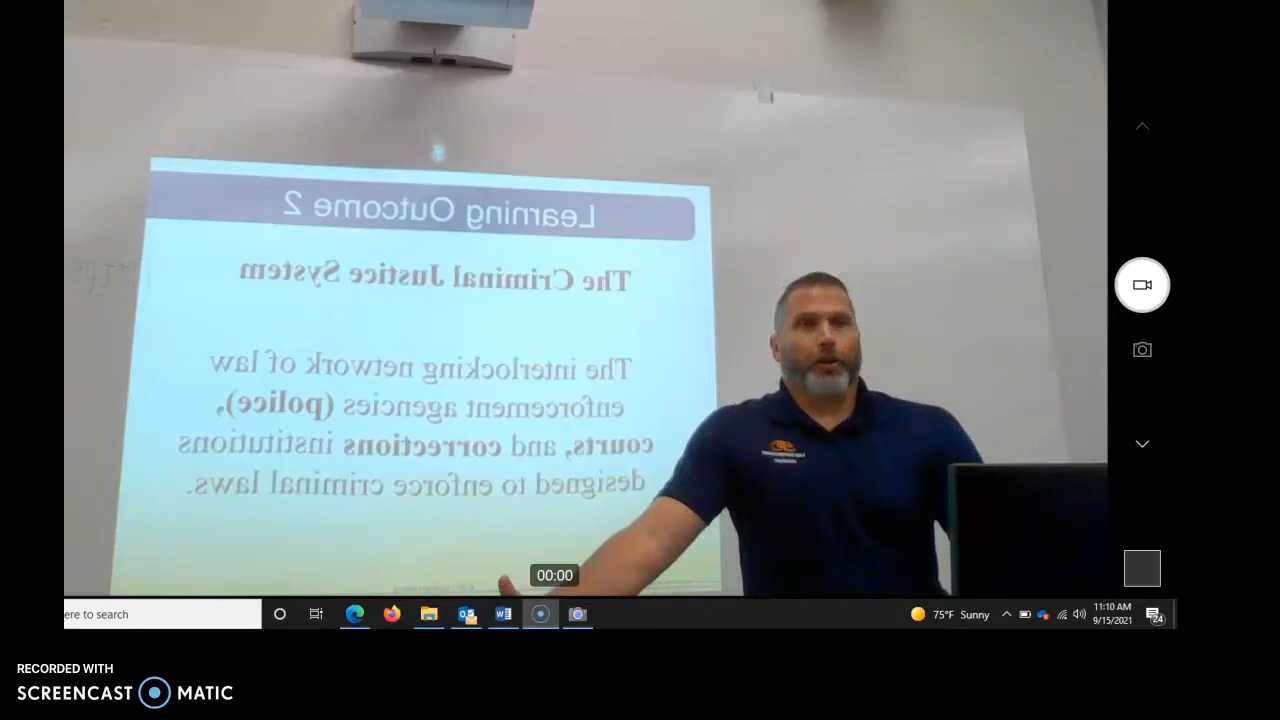 Learning Outcome 2
The Criminal Justice System
The interlocking network of law
enforcement agencies (police),
courts, and corrections institutions
designed to enforce criminal laws.
00:00
ere to search
75°F Sunny
11:10 AM
9/15/2021
24
RECORDED WITH
SCREENCAST MATIC